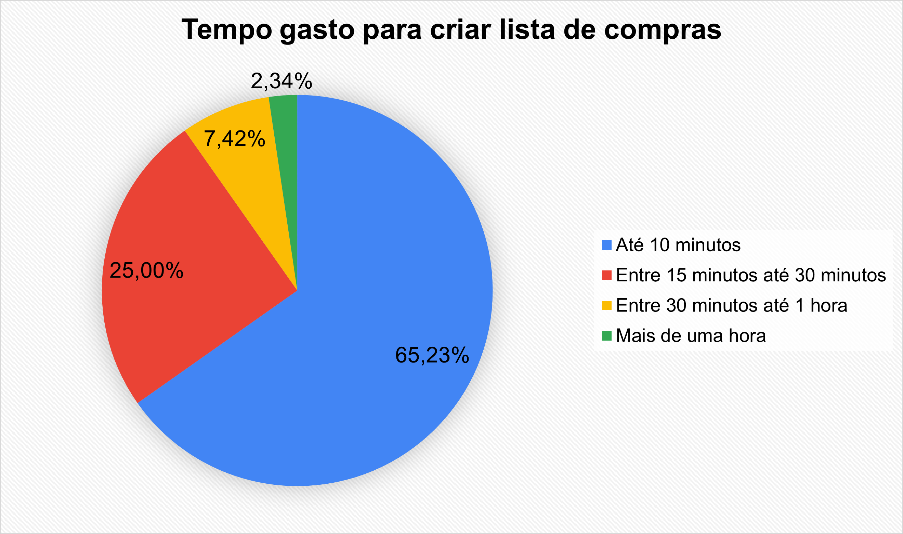 Tempo gasto para criar lista de compras
2,34%
7,42%
25,00%
65,23%
Até 10 minutos
Entre 15 minutos até 30 minutos
Entre 30 minutos até 1 hora
Mais de uma hora